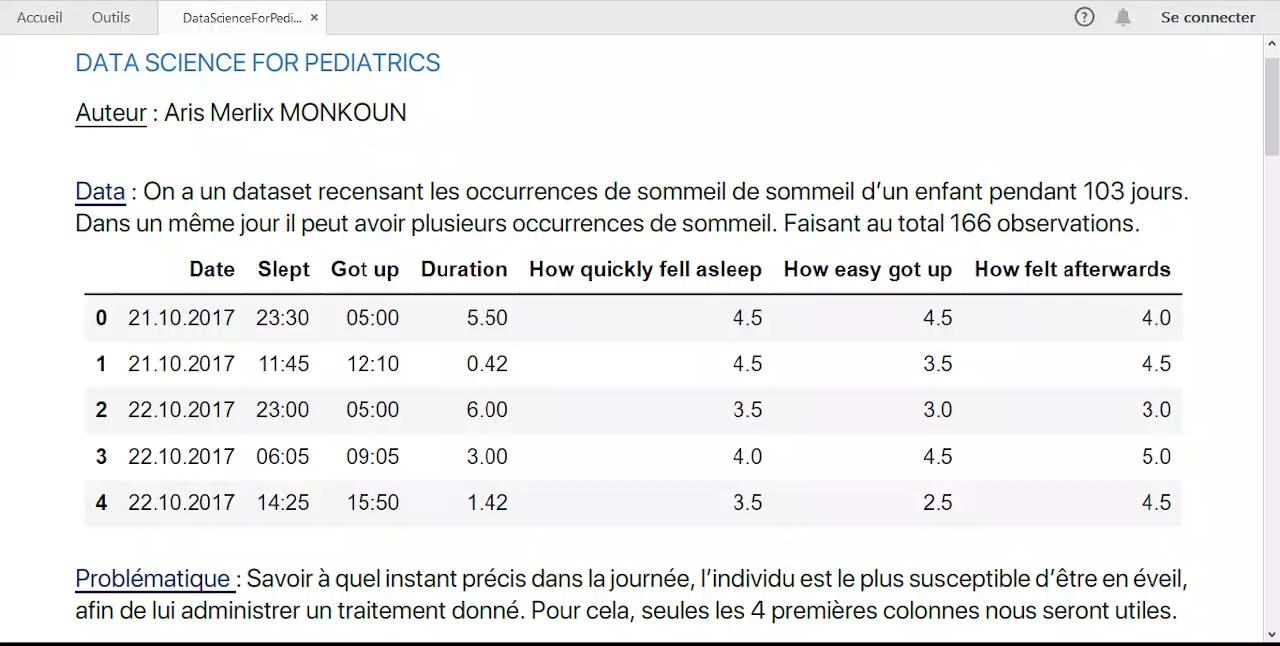 Accueil Outils DataScienceForPedi... × ? Se connecter
DATA SCIENCE FOR PEDIATRICS
Auteur : Aris Merlix MONKOUN
Data : On a un dataset recensant les occurrences de sommeil de sommeil d’un enfant pendant 103 jours.
Dans un même jour il peut avoir plusieurs occurrences de sommeil. Faisant au total 166 observations.
Date Slept Got up Duration How quickly fell asleep How easy got up How felt afterwards
0 21.10.2017 23:30 05:00 5.50 4.5 4.5 4.0
1 21.10.2017 11:45 12:10 0.42 4.5 3.5 4.5
2 22.10.2017 23:00 05:00 6.00 3.5 3.0 3.0
3 22.10.2017 06:05 09:05 3.00 4.0 4.5 5.0
4 22.10.2017 14:25 15:50 1.42 3.5 2.5 4.5
Problématique : Savoir à quel instant précis dans la journée, l’individu est le plus susceptible d’être en éveil,
afin de lui administrer un traitement donné. Pour cela, seules les 4 premières colonnes nous seront utiles.